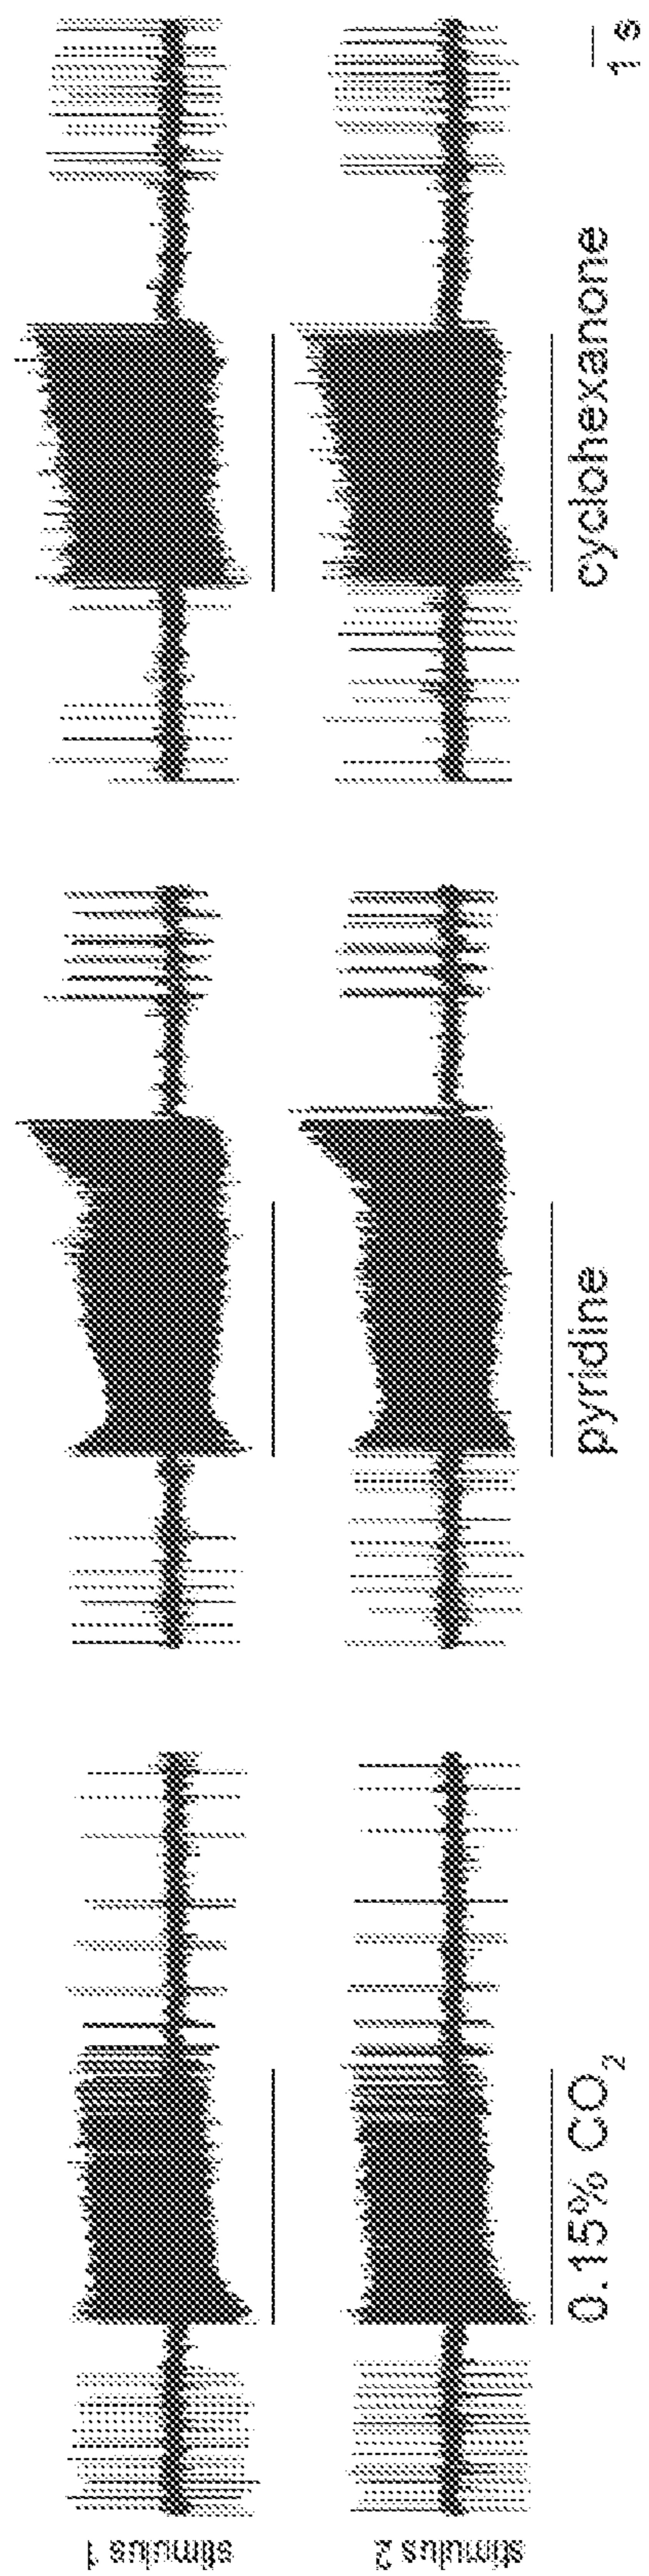 stimulus 1
stimulus 2
0.15% CO₂
pyridine
cyclohexanone
1 s